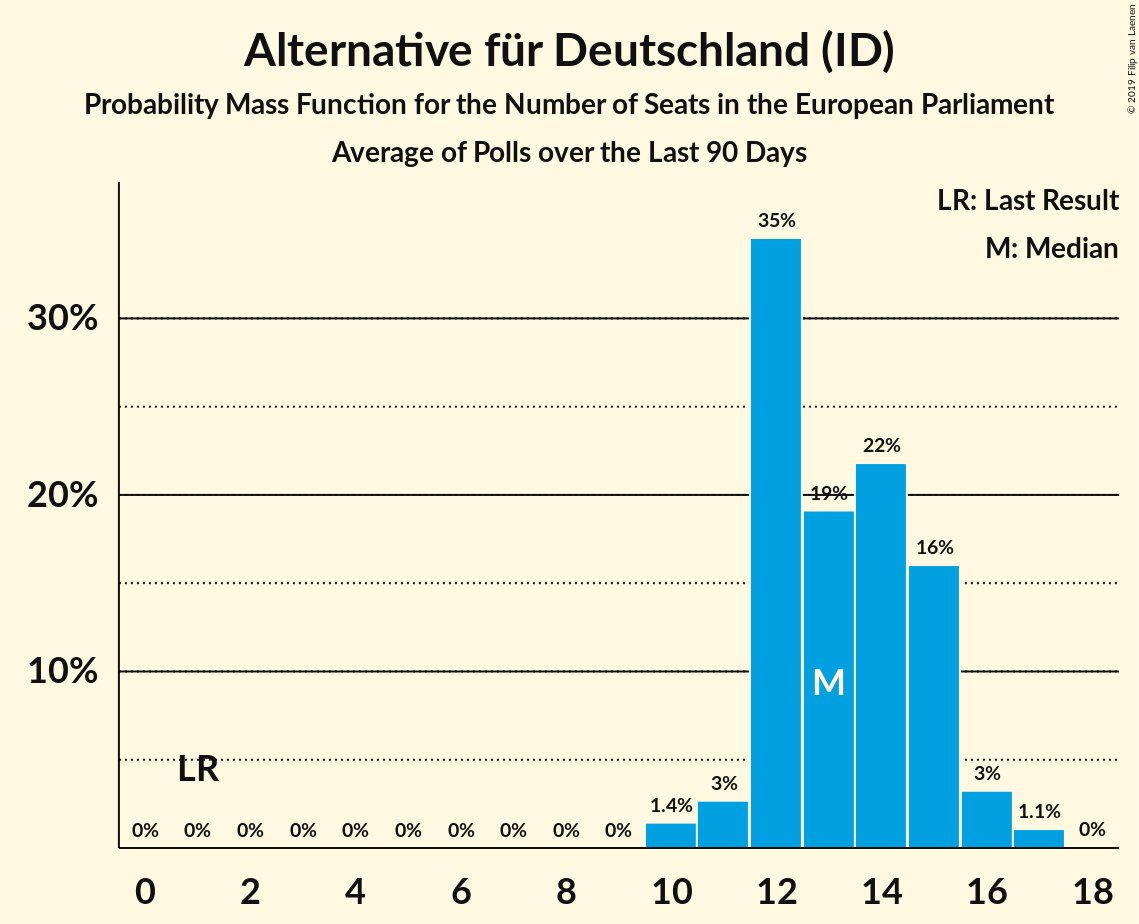 Alternative für Deutschland (ID)
Probability Mass Function for the Number of Seats in the European Parliament
Average of Polls over the Last 90 Days
© 2019 Filip van Laenen
LR: Last Result
M: Median
30%
20%
10%
35%
22%
19%
16%
M
LR
0% 0% 0% 0% 0% 0% 0% 0% 0% 0% 1.4% 3% 3% 1.1% 0%
0 2 4 6 8 10 12 14 16 18